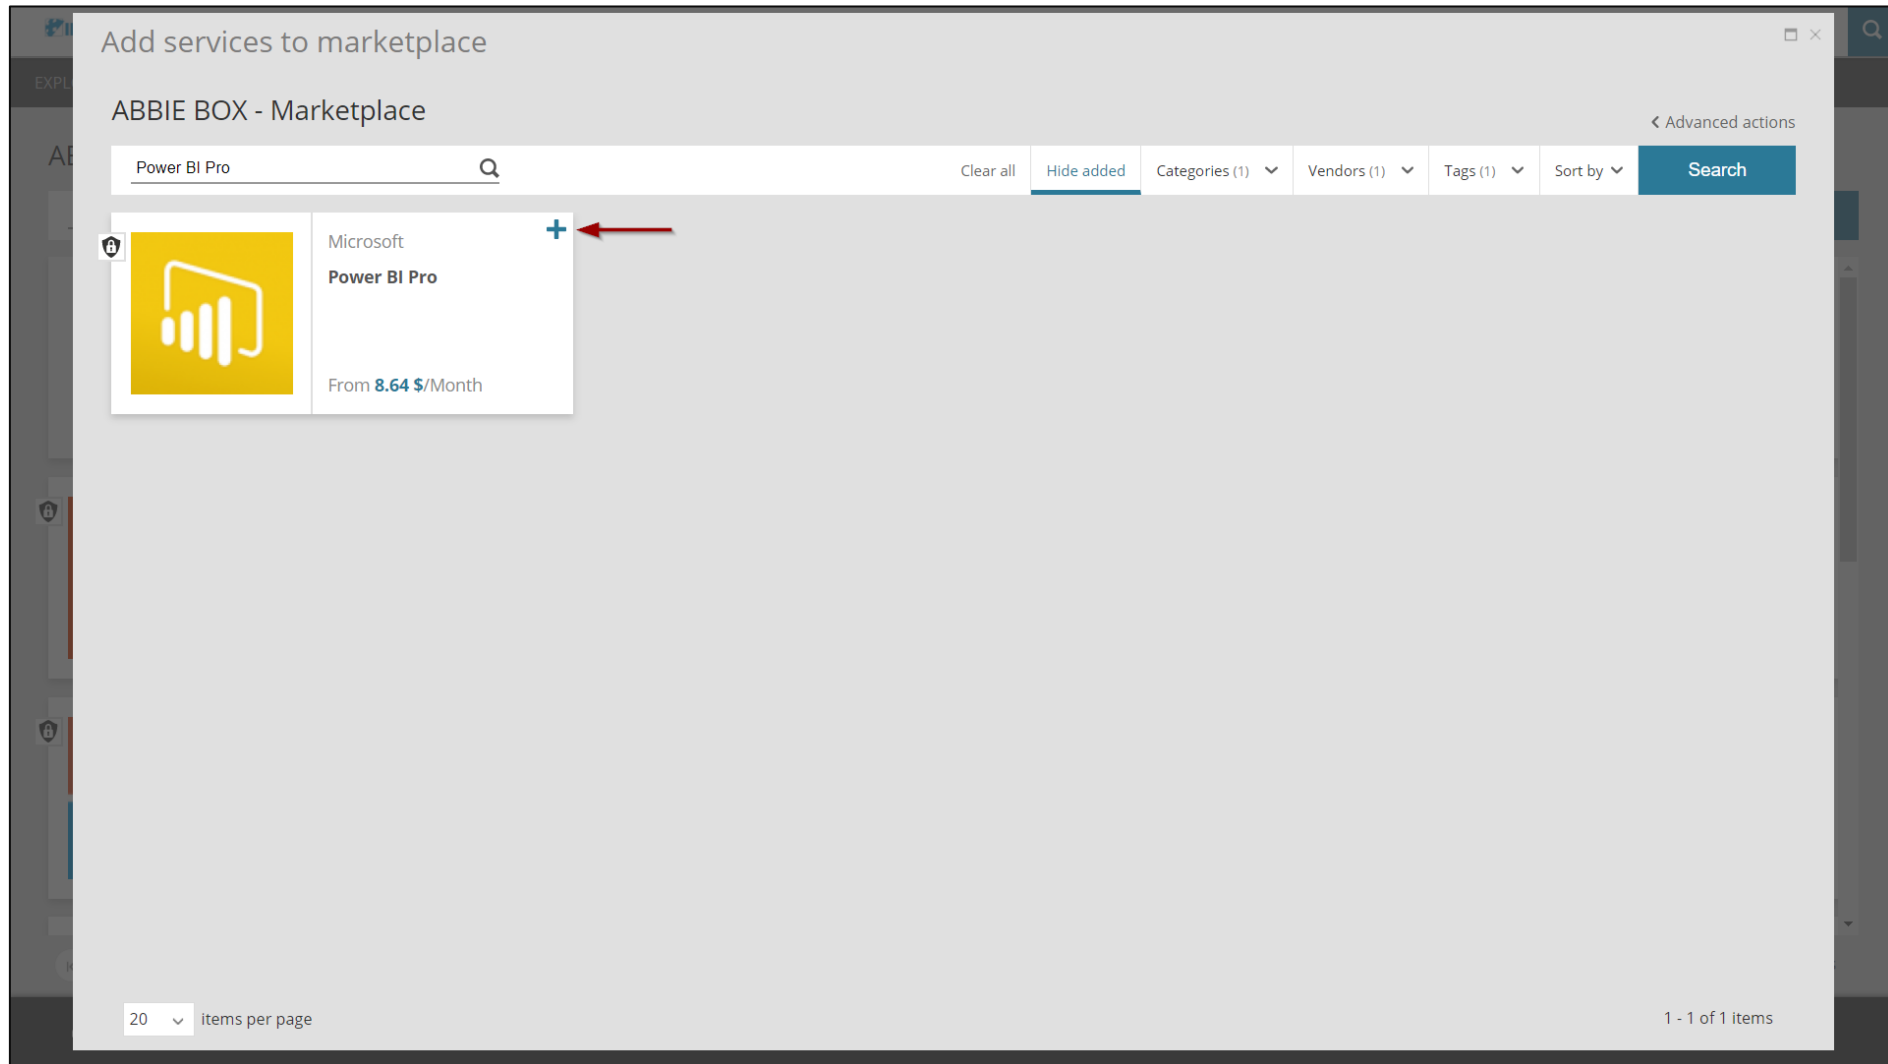 Add services to marketplace
EXPL
ABBIE BOX - Marketplace
< Advanced actions
AB
Power BI Pro
Clear all
Hide added
Categories (1)
Vendors (1)
Tags (1)
Sort by
Search
Microsoft
Power BI Pro
From 8.64 $/Month
20 items per page
1 - 1 of 1 items